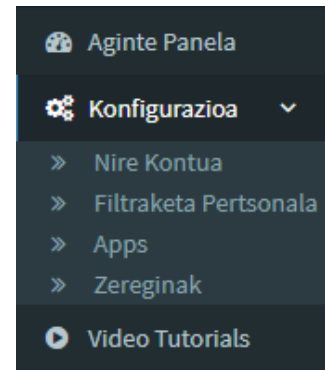 Aginte Panela
Konfigurazioa
Nire Kontua
Filtraketa Pertsonala
Apps
Zereginak
Video Tutorials